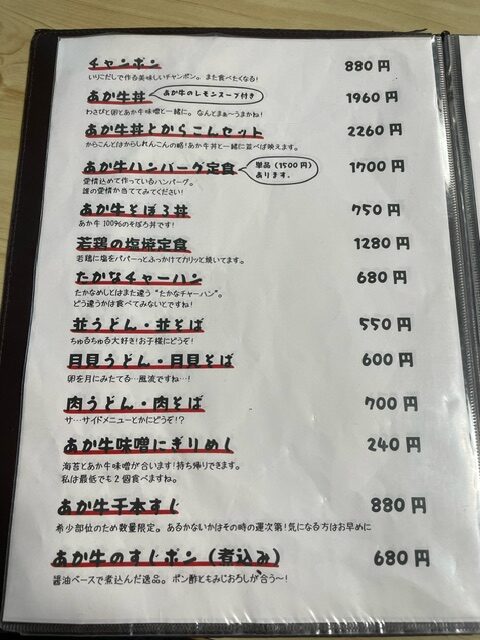 チャンポン 880円
いりこだしで作る美味しいチャンポン。また食べたくなる!
あか牛丼 あか牛のレモンスープ付き 1960円
わさびと卵とあか牛味噌と一緒に。なんとまぁ〜うまかね!
あか牛丼とからこんセット 2260円
からこんとはからしれんこんの略!あか牛丼と一緒に並べば映えます。
あか牛ハンバーグ定食 単品(1500円)あります。 1700円
愛情込めて作っているハンバーグ。
誰の愛情か当ててみてください!
あか牛そぼろ丼 750円
あか牛100%のそぼろ丼です!
若鶏の塩焼定食 1280円
若鶏に塩をパパーっとふっかけてカリッと焼いてます。
たかなチャーハン 680円
たかなめしとはまた違う“たかなチャーハン”。
どう違うかは食べてみないとですね!
並うどん・並そば 550円
ちゅるちゅる大好き!お子様にどうぞ!
月見うどん・月見そば 600円
卵を月にみたてる…風流ですね…!
肉うどん・肉そば 700円
サ…サイドメニューとかにどうぞ!?
あか牛味噌にぎりめし 240円
海苔とあか牛味噌が合います!持ち帰りできます。
私は最低でも2個食べますね。
あか牛千本すじ 880円
希少部位のため数量限定。あるかないかはその時の運次第!気になる方はお早めに
あか牛のすじポン(煮込み) 680円
醤油ベースで煮込んだ逸品。ポン酢ともみじおろしが合う〜!